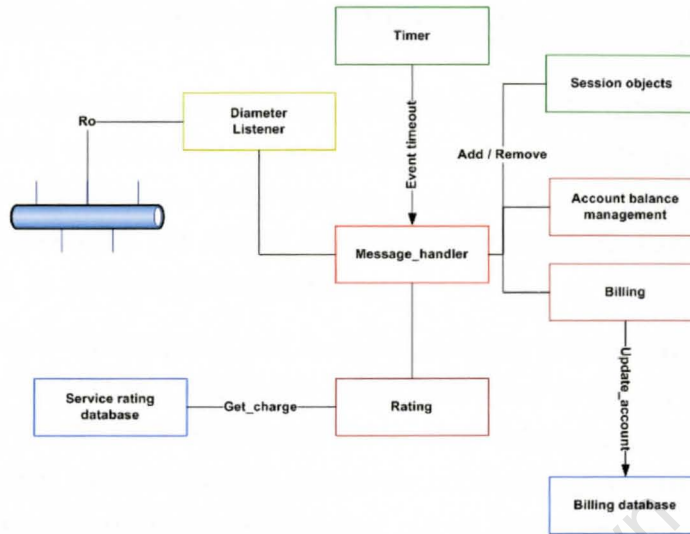 Timer
Session objects
Diameter
Listener
Ro
Event timeout
Add / Remove
Account balance
management
Message_handler
Billing
Update_account
Service rating
database
Get_charge
Rating
Billing database